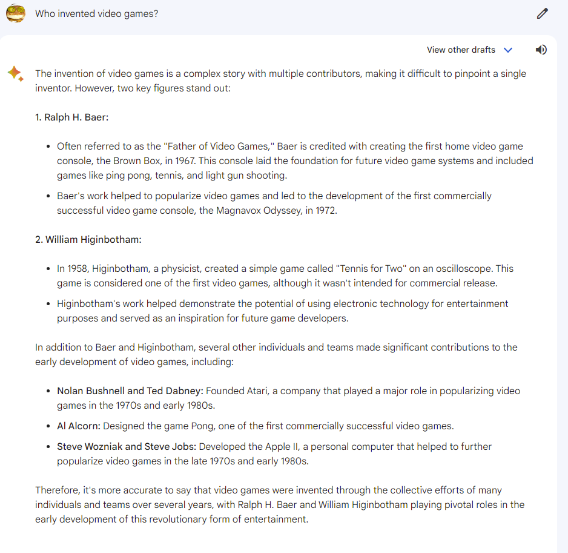 Who invented video games?
View other drafts
The invention of video games is a complex story with multiple contributors, making it difficult to pinpoint a single
inventor. However, two key figures stand out:
1. Ralph H. Baer:
• Often referred to as the "Father of Video Games," Baer is credited with creating the first home video game
console, the Brown Box, in 1967. This console laid the foundation for future video game systems and included
games like ping pong, tennis, and light gun shooting.
• Baer's work helped to popularize video games and led to the development of the first commercially
successful video game console, the Magnavox Odyssey, in 1972.
2. William Higinbotham:
• In 1958, Higinbotham, a physicist, created a simple game called "Tennis for Two" on an oscilloscope. This
game is considered one of the first video games, although it wasn't intended for commercial release.
• Higinbotham's work helped demonstrate the potential of using electronic technology for entertainment
purposes and served as an inspiration for future game developers.
In addition to Baer and Higinbotham, several other individuals and teams made significant contributions to the
early development of video games, including:
• Nolan Bushnell and Ted Dabney: Founded Atari, a company that played a major role in popularizing video
games in the 1970s and early 1980s.
• Al Alcorn: Designed the game Pong, one of the first commercially successful video games.
• Steve Wozniak and Steve Jobs: Developed the Apple II, a personal computer that helped to further
popularize video games in the late 1970s and early 1980s.
Therefore, it's more accurate to say that video games were invented through the collective efforts of many
individuals and teams over several years, with Ralph H. Baer and William Higinbotham playing pivotal roles in the
early development of this revolutionary form of entertainment.